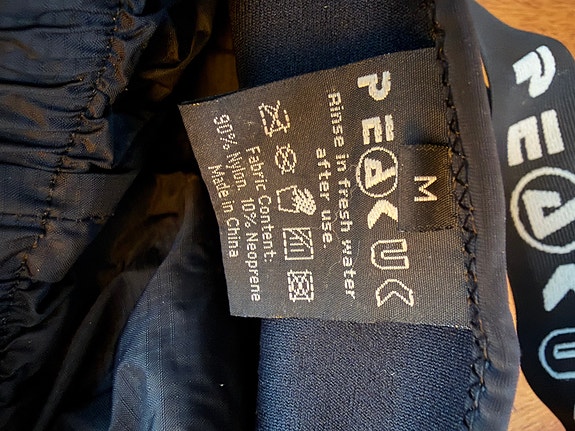 M
PEAK UK
Rinse in fresh water
after use.
Fabric Content:
90% Nylon. 10% Neoprene
Made in China
PEAK U